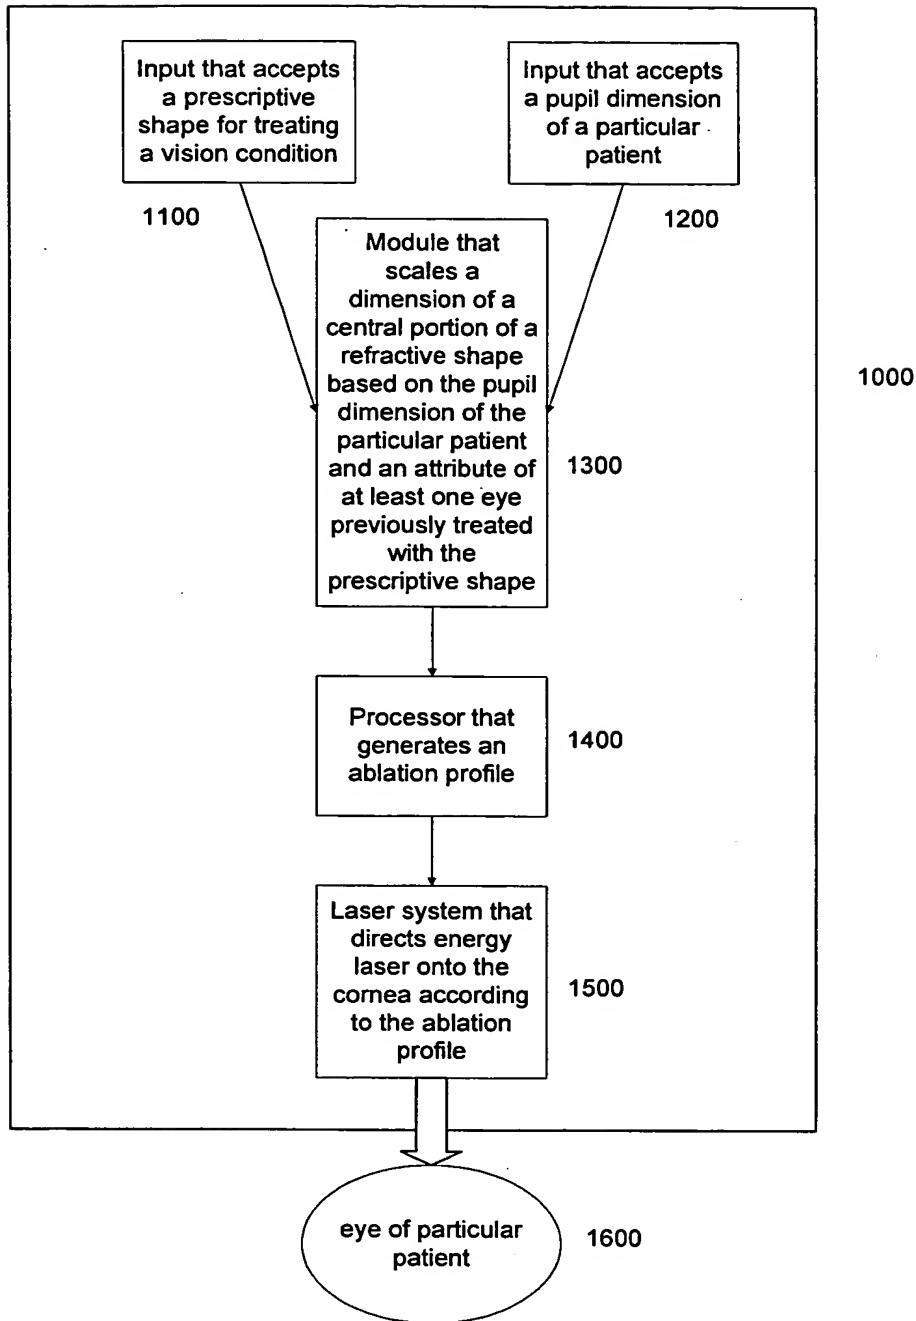 Input that accepts
a prescriptive
shape for treating
a vision condition
Input that accepts
a pupil dimension
of a particular
patient
1100
1200
Module that
scales a
dimension of a
central portion of a
refractive shape
based on the pupil
dimension of the
particular patient
and an attribute of
at least one eye
previously treated
with the
prescriptive shape
1000
1300
Processor that
generates an
ablation profile
1400
Laser system that
directs energy
laser onto the
cornea according
to the ablation
profile
1500
eye of particular
patient
1600